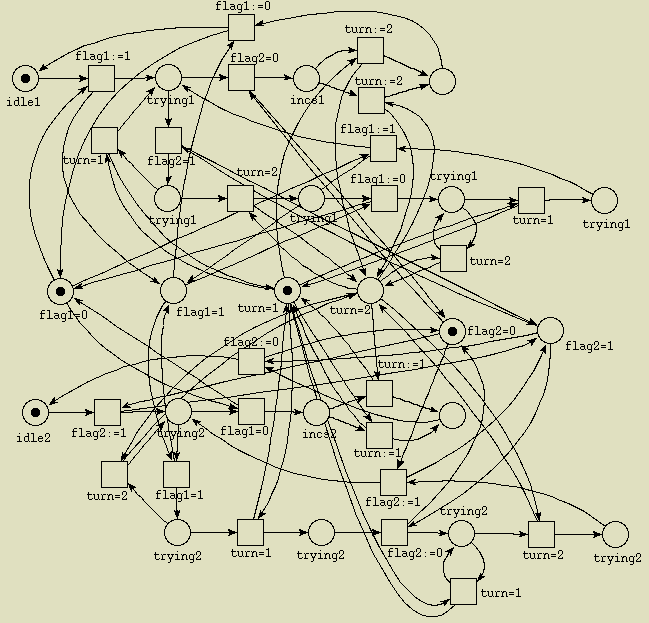 flag1:=0
turn:=2
flag1:=1
flag2=0
turn:=2
idle1
trying1
incs1
flag1:=1
turn=1
flag2=1
turn=2
flag1:=0
trying1
trying1
trying1
turn=1
trying1
turn=2
flag1=0
flag1=1
turn=1
turn=2
flag2=0
flag2=1
flag2:=0
turn:=1
idle2
flag2:=1
trying2
flag1=0
incs2
turn:=1
turn=2
flag1=1
flag2:=1
trying2
trying2
turn=1
trying2
flag2:=0
turn=2
trying2
turn=1